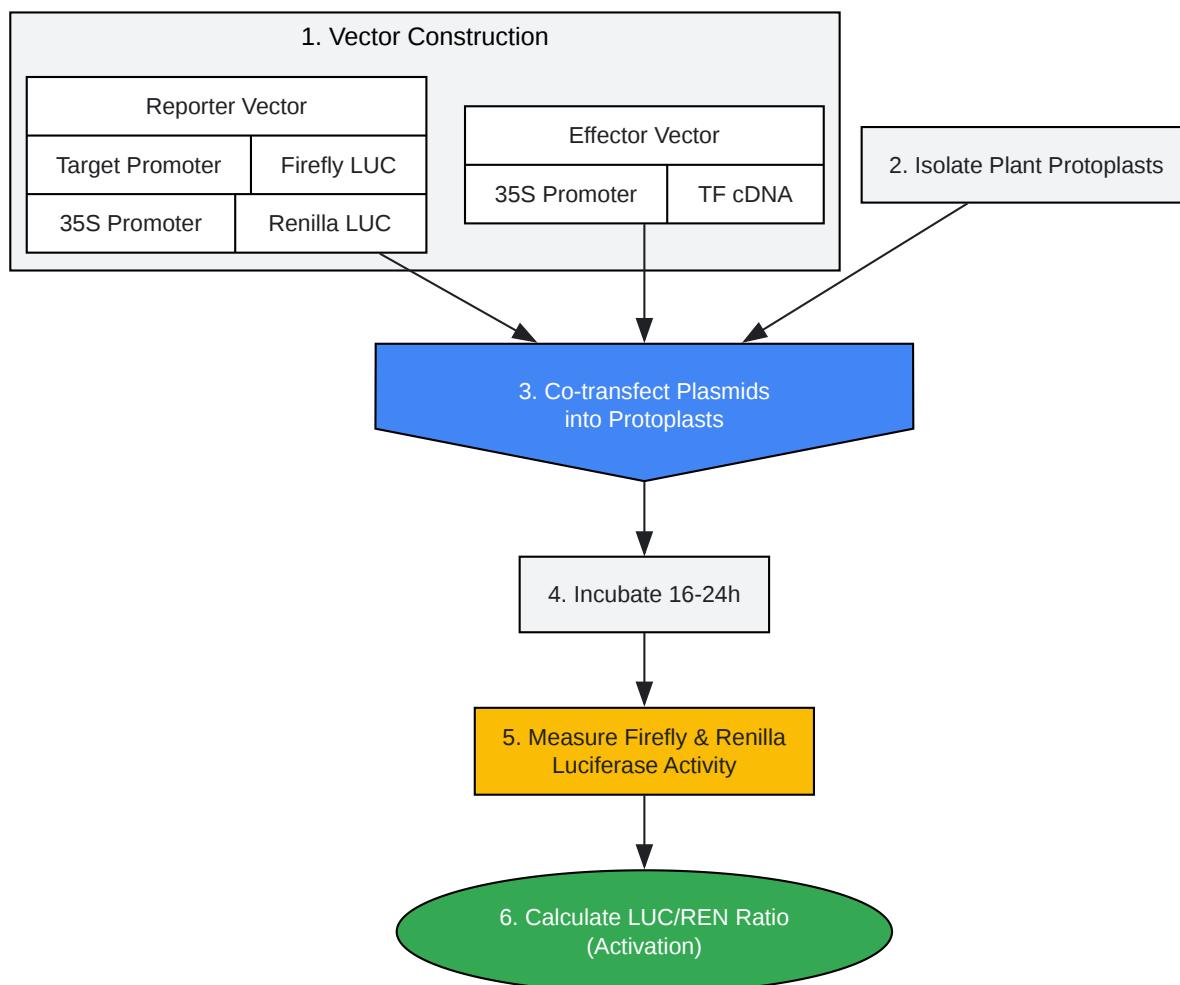 1. Vector Construction
Reporter Vector
Target Promoter
Firefly LUC
35S Promoter
Renilla LUC
Effector Vector
35S Promoter
TF cDNA
2. Isolate Plant Protoplasts
3. Co-transfect Plasmids
into Protoplasts
4. Incubate 16-24h
5. Measure Firefly & Renilla
Luciferase Activity
6. Calculate LUC/REN Ratio
(Activation)